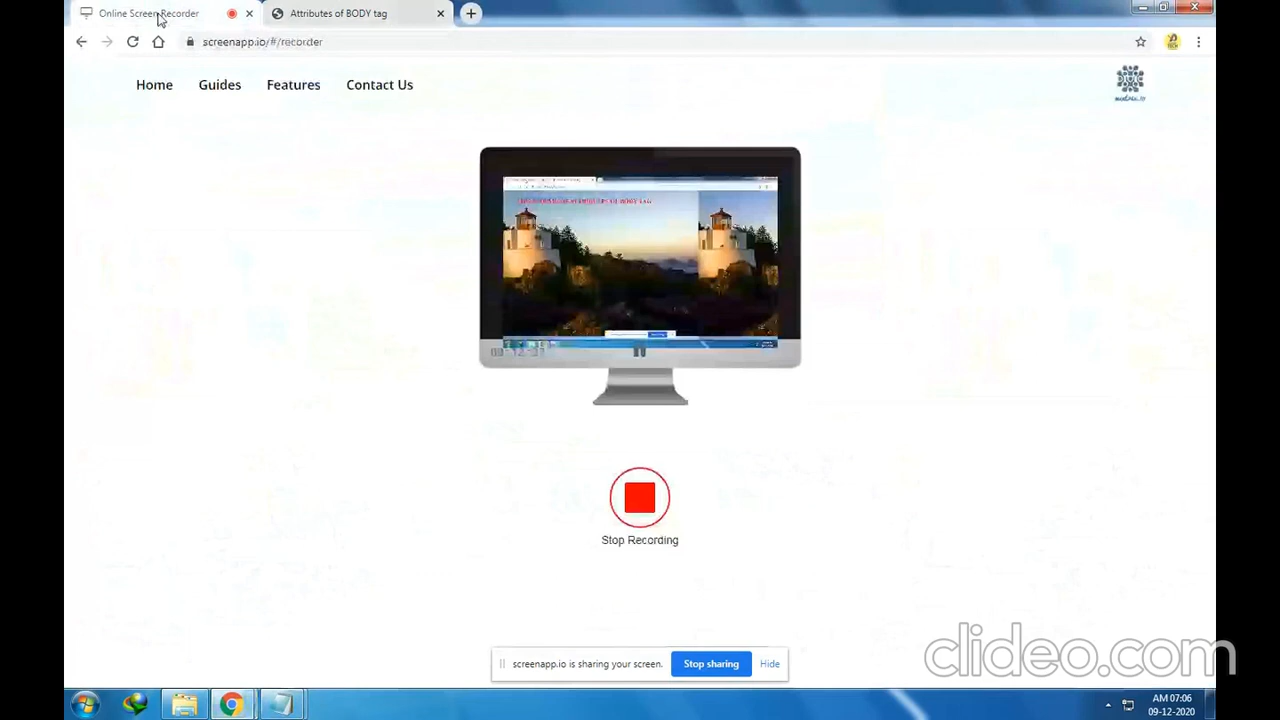 Online Screen Recorder
Attributes of BODY tag
screenapp.io/#/recorder
Home
Guides
Features
Contact Us
Stop Recording
screenapp.io is sharing your screen.
Stop sharing
Hide
clideo.com
AM 07:06
09-12-2020